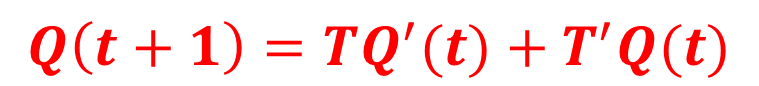 Q(t + 1) = TQ′(t) + T′Q(t)